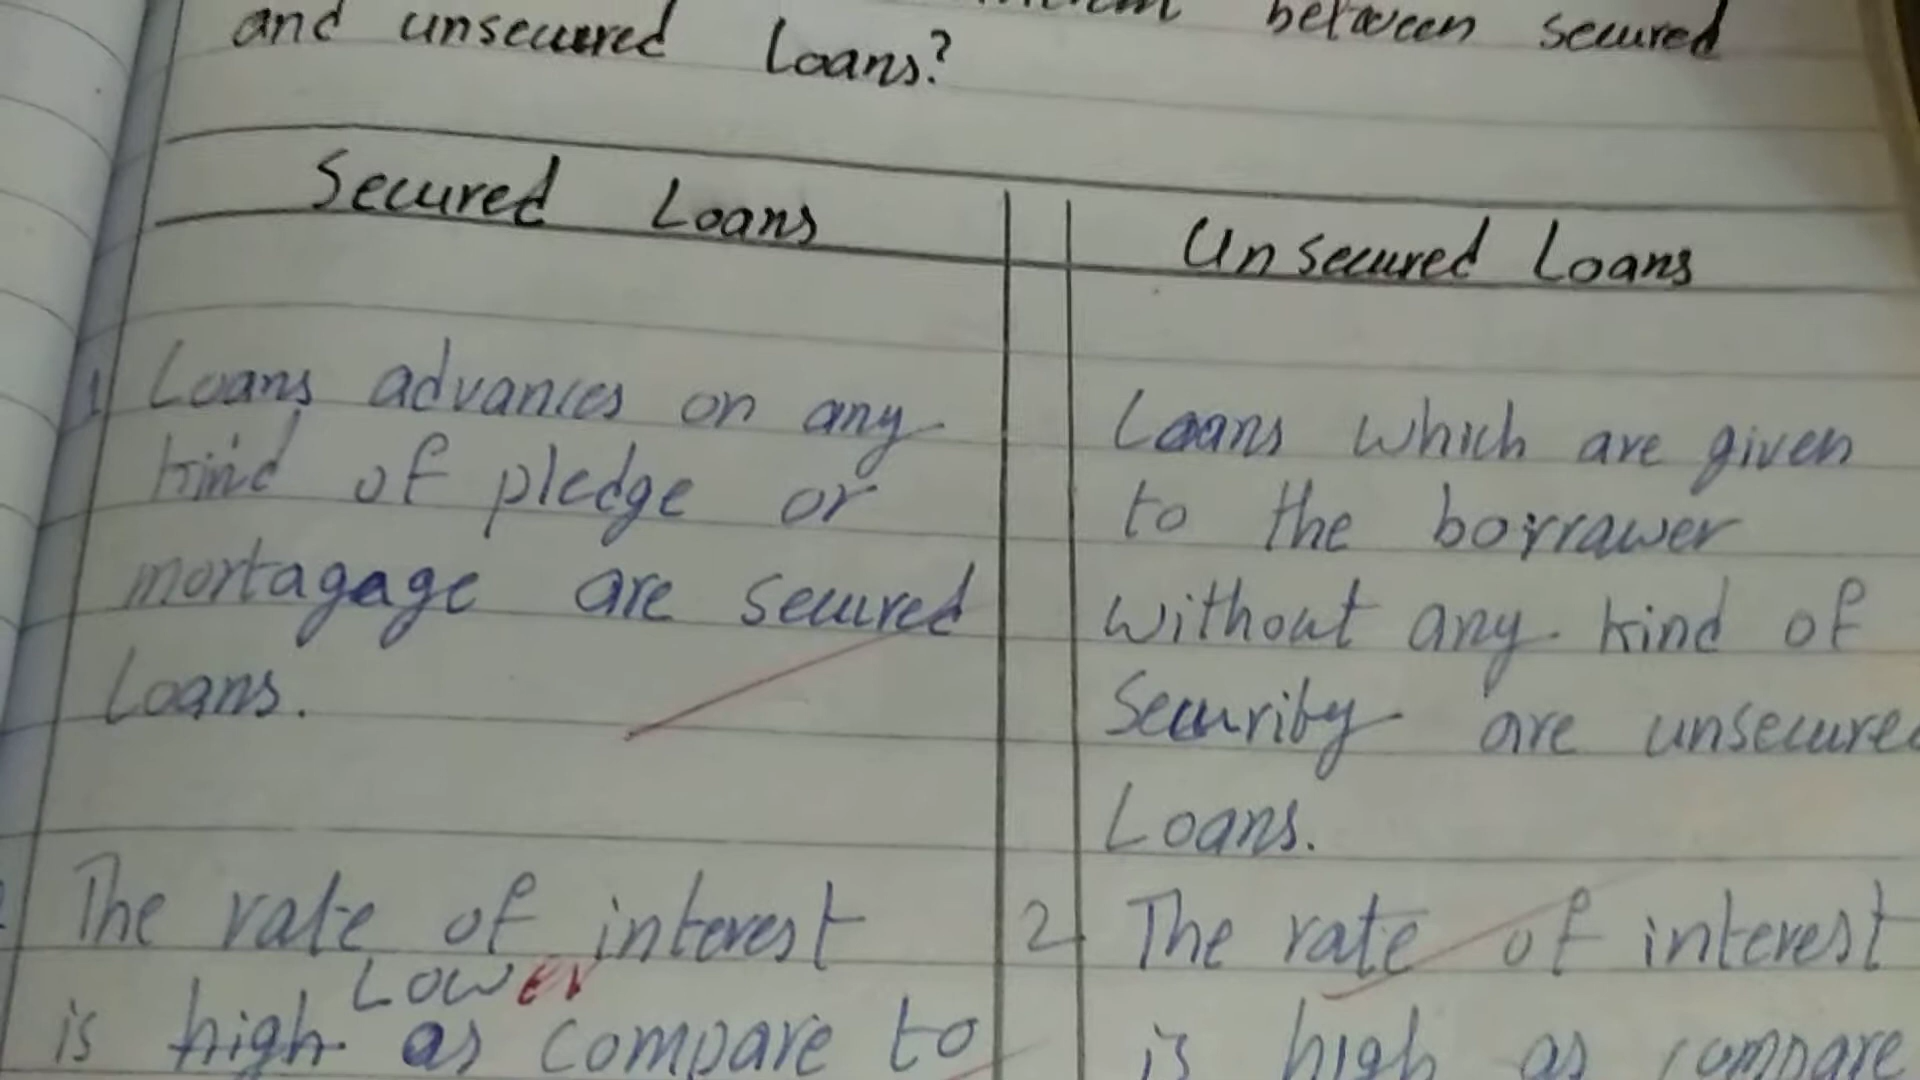 between secured
and unsecured Loans?
Secured Loans
Unsecured Loans
1 Loans advances on any
kind of pledge or
mortagage are secured
Loans.
Loans which are given
to the borrawer
without any kind of
Security are unsecured
Loans.
The rate of interest
Lower
is high as compare to
2 The rate of interest
is high as compare